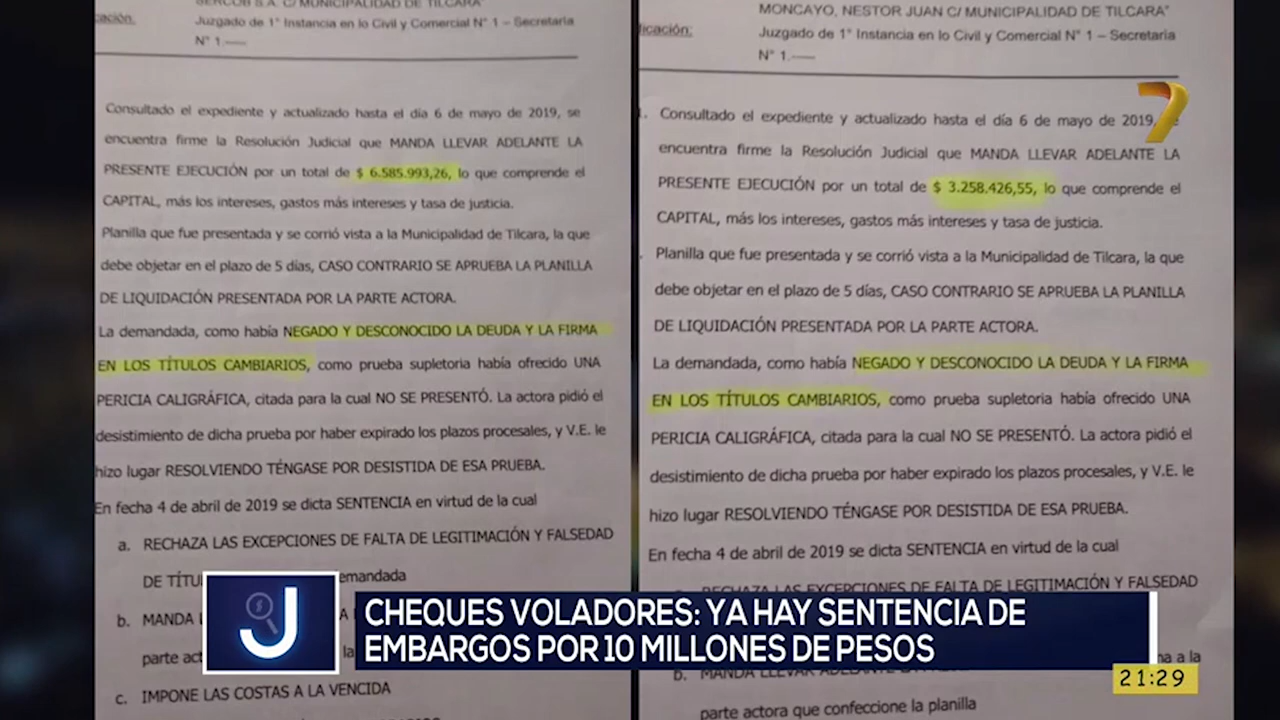 SERCOB S.A. C/ MUNICIPALIDAD DE TILCARA"
cación: Juzgado de 1° Instancia en lo Civil y Comercial N° 1 – Secretaria
N° 1.----
Consultado el expediente y actualizado hasta el día 6 de mayo de 2019, se
encuentra firme la Resolución Judicial que MANDA LLEVAR ADELANTE LA
PRESENTE EJECUCIÓN por un total de $ 6.585.993,26, lo que comprende el
CAPITAL, más los intereses, gastos más intereses y tasa de justicia.
Planilla que fue presentada y se corrió vista a la Municipalidad de Tilcara, la que
debe objetar en el plazo de 5 días, CASO CONTRARIO SE APRUEBA LA PLANILLA
DE LIQUIDACIÓN PRESENTADA POR LA PARTE ACTORA.
La demandada, como había NEGADO Y DESCONOCIDO LA DEUDA Y LA FIRMA
EN LOS TÍTULOS CAMBIARIOS, como prueba supletoria había ofrecido UNA
PERICIA CALIGRÁFICA, citada para la cual NO SE PRESENTÓ. La actora pidió el
desistimiento de dicha prueba por haber expirado los plazos procesales, y V.E. le
hizo lugar RESOLVIENDO TÉNGASE POR DESISTIDA DE ESA PRUEBA.
En fecha 4 de abril de 2019 se dicta SENTENCIA en virtud de la cual
a. RECHAZA LAS EXCEPCIONES DE FALTA DE LEGITIMACIÓN Y FALSEDAD
DE TÍTU emandada
b. MANDA L A
parte act la
c. IMPONE LAS COSTAS A LA VENCIDA
MONCAYO, NESTOR JUAN C/ MUNICIPALIDAD DE TILCARA"
licación: Juzgado de 1° Instancia en lo Civil y Comercial N° 1 – Secretaria
N° 1.----
Consultado el expediente y actualizado hasta el día 6 de mayo de 2019, se
encuentra firme la Resolución Judicial que MANDA LLEVAR ADELANTE LA
PRESENTE EJECUCIÓN por un total de $ 3.258.426,55, lo que comprende el
CAPITAL, más los intereses, gastos más intereses y tasa de justicia.
Planilla que fue presentada y se corrió vista a la Municipalidad de Tilcara, la que
debe objetar en el plazo de 5 días, CASO CONTRARIO SE APRUEBA LA PLANILLA
DE LIQUIDACIÓN PRESENTADA POR LA PARTE ACTORA.
La demandada, como había NEGADO Y DESCONOCIDO LA DEUDA Y LA FIRMA
EN LOS TÍTULOS CAMBIARIOS, como prueba supletoria había ofrecido UNA
PERICIA CALIGRÁFICA, citada para la cual NO SE PRESENTÓ. La actora pidió el
desistimiento de dicha prueba por haber expirado los plazos procesales, y V.E. le
hizo lugar RESOLVIENDO TÉNGASE POR DESISTIDA DE ESA PRUEBA.
En fecha 4 de abril de 2019 se dicta SENTENCIA en virtud de la cual
RECHAZA LAS EXCEPCIONES DE FALTA DE LEGITIMACIÓN Y FALSEDAD
b. MANDA LLEVAR ADELANTE LA a la
parte actora que confeccione la planilla
7
J
CHEQUES VOLADORES: YA HAY SENTENCIA DE
EMBARGOS POR 10 MILLONES DE PESOS
21:29